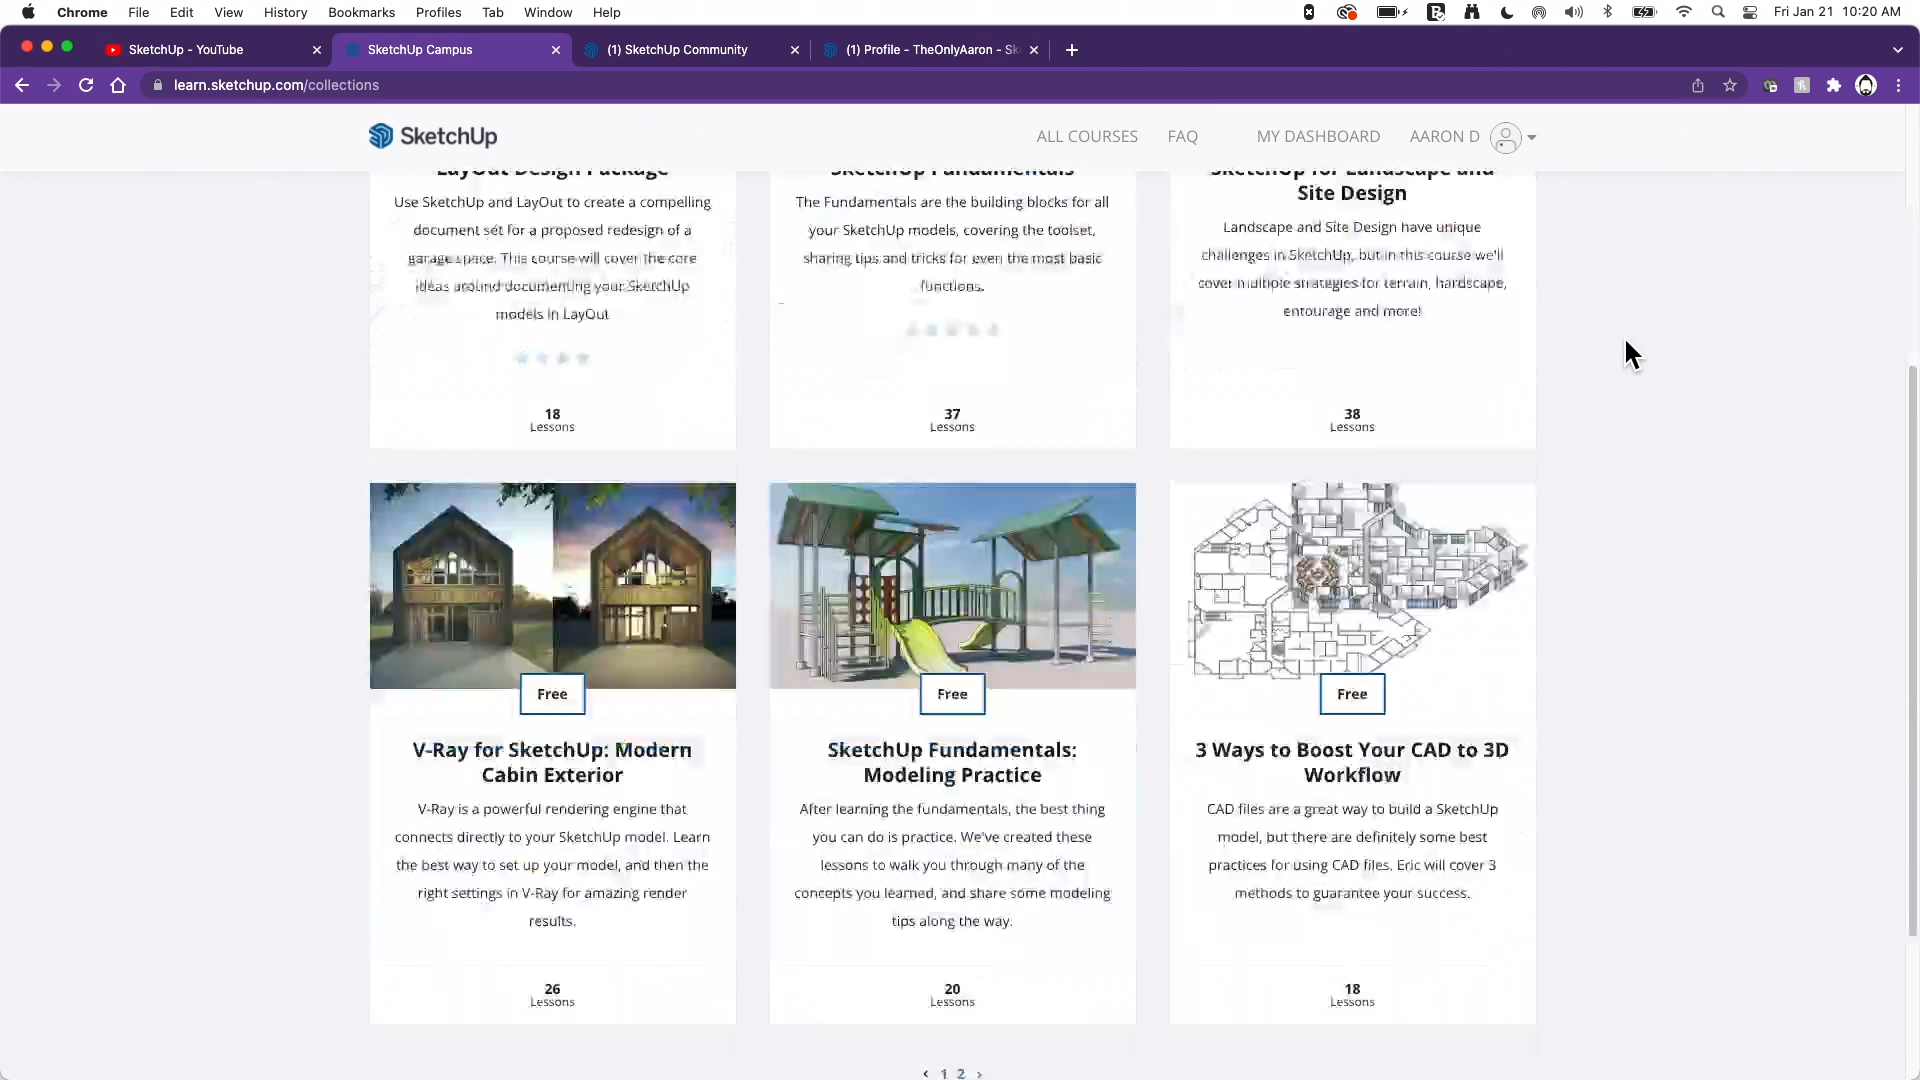 Chrome File Edit View History Bookmarks Profiles Tab Window Help
Fri Jan 21 10:20 AM
SketchUp - YouTube
SketchUp Campus
(1) SketchUp Community
(1) Profile - TheOnlyAaron - Sk
learn.sketchup.com/collections
SketchUp
ALL COURSES FAQ MY DASHBOARD AARON D
LayOut Design Package
Use SketchUp and LayOut to create a compelling
document set for a proposed redesign of a
garage space. This course will cover the core
ideas around documenting your SketchUp
models in LayOut
18
Lessons
SketchUp Fundamentals
The Fundamentals are the building blocks for all
your SketchUp models, covering the toolset,
sharing tips and tricks for even the most basic
functions.
37
Lessons
SketchUp for Landscape and
Site Design
Landscape and Site Design have unique
challenges in SketchUp, but in this course we'll
cover multiple strategies for terrain, hardscape,
entourage and more!
38
Lessons
Free
V-Ray for SketchUp: Modern
Cabin Exterior
V-Ray is a powerful rendering engine that
connects directly to your SketchUp model. Learn
the best way to set up your model, and then the
right settings in V-Ray for amazing render
results.
26
Lessons
Free
SketchUp Fundamentals:
Modeling Practice
After learning the fundamentals, the best thing
you can do is practice. We've created these
lessons to walk you through many of the
concepts you learned, and share some modeling
tips along the way.
20
Lessons
Free
3 Ways to Boost Your CAD to 3D
Workflow
CAD files are a great way to build a SketchUp
model, but there are definitely some best
practices for using CAD files. Eric will cover 3
methods to guarantee your success.
18
Lessons
‹ 1 2 ›